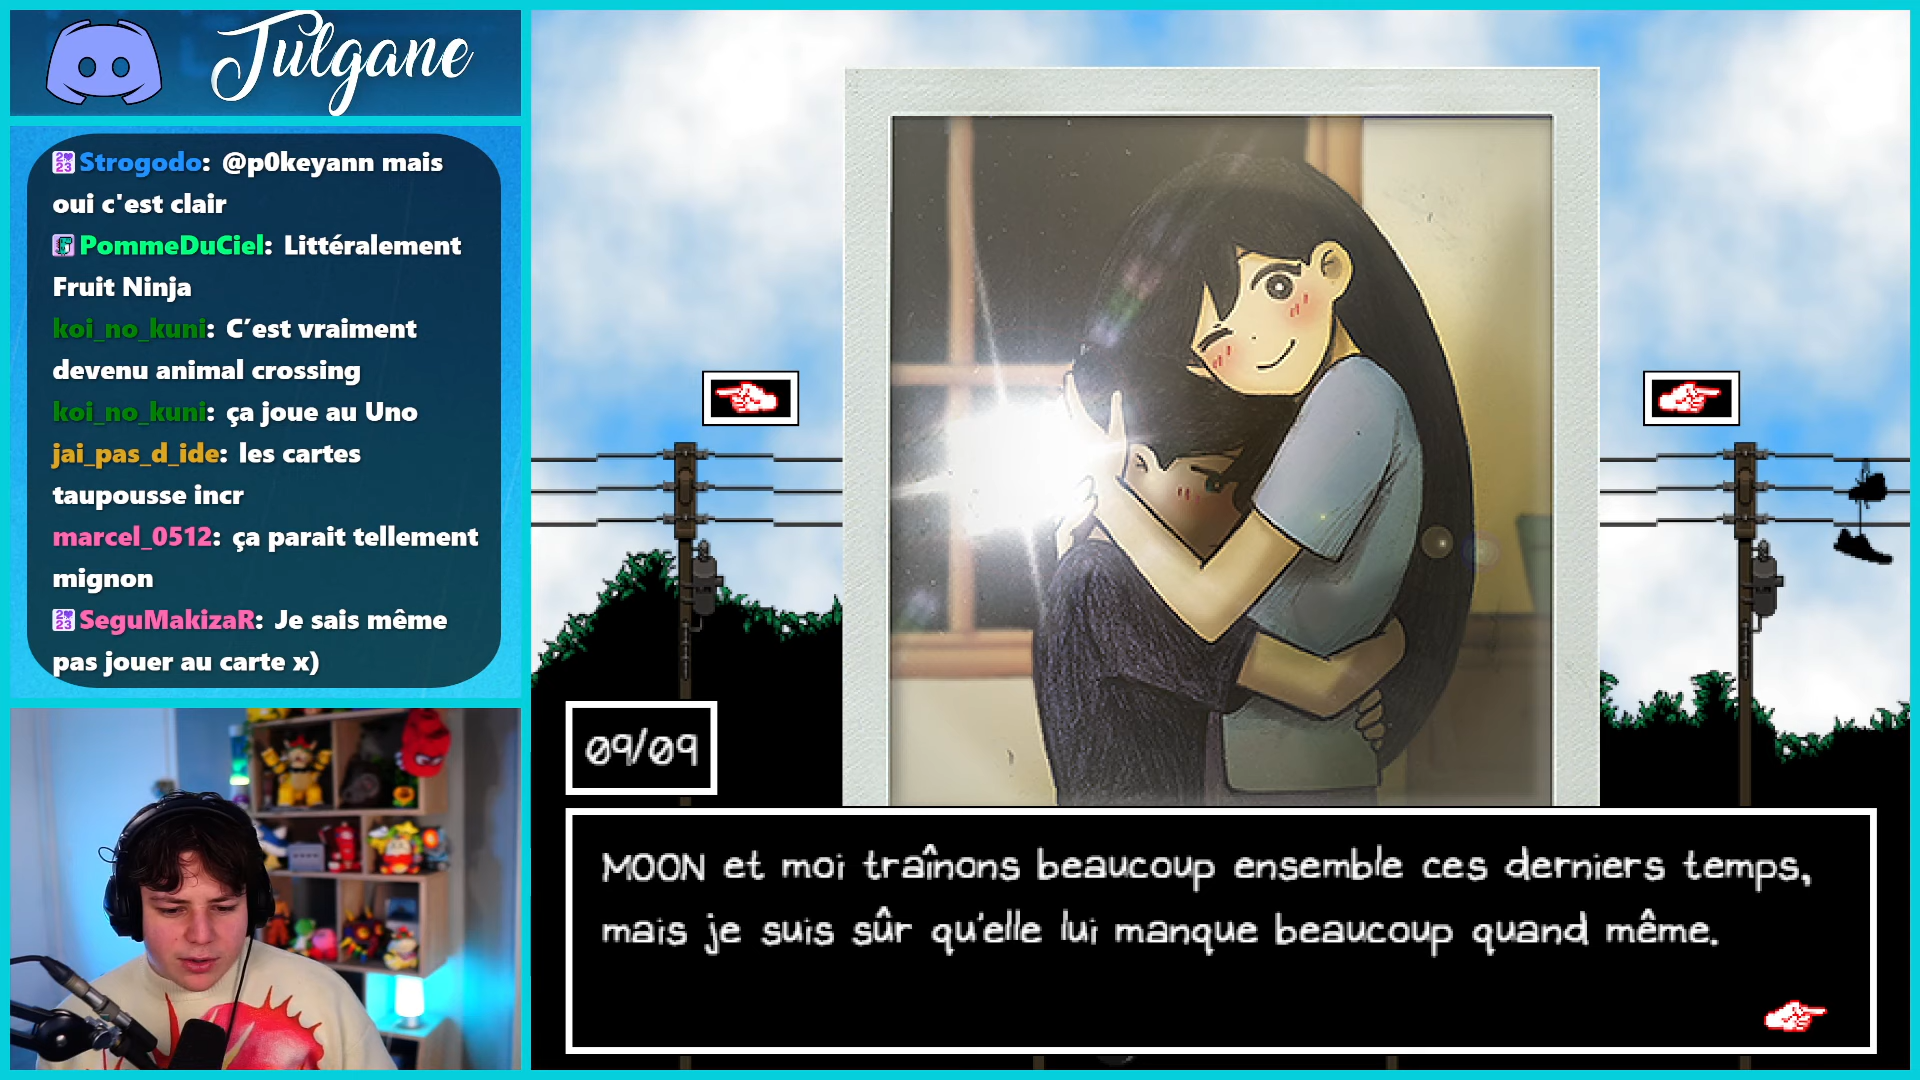 Julgane
Strogodo: @p0keyann mais
oui c'est clair
PommeDuCiel: Littéralement
Fruit Ninja
koi_no_kuni: C'est vraiment
devenu animal crossing
koi_no_kuni: ça joue au Uno
jai_pas_d_ide: les cartes
taupousse incr
marcel_0512: ça parait tellement
mignon
SeguMakizaR: Je sais même
pas jouer au carte x)
09/09
MOON et moi traînons beaucoup ensemble ces derniers temps,
mais je suis sûr qu'elle lui manque beaucoup quand même.